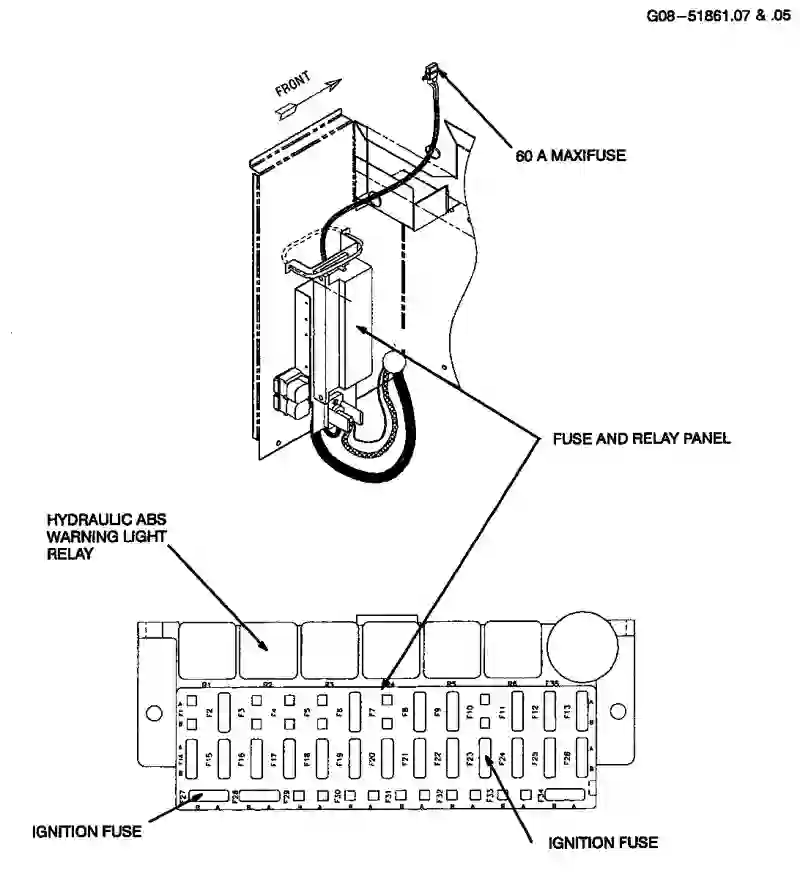 G08-51861.07 & .05
FRONT
60 A MAXIFUSE
FUSE AND RELAY PANEL
HYDRAULIC ABS
WARNING LIGHT
RELAY
R1 R2 R3 R4 R5 R6 F35
A B F2 F3 F4 F5 F6 F7 F8 F9 F10 F11 F12 F13 A B
A B F15 F16 F17 F18 F19 F20 F21 F22 F23 F24 F25 F26 A B
F27 F28 F29 F30 F31 F32 F33 F34
B A B A B A B A B A B A B A B A
IGNITION FUSE
IGNITION FUSE